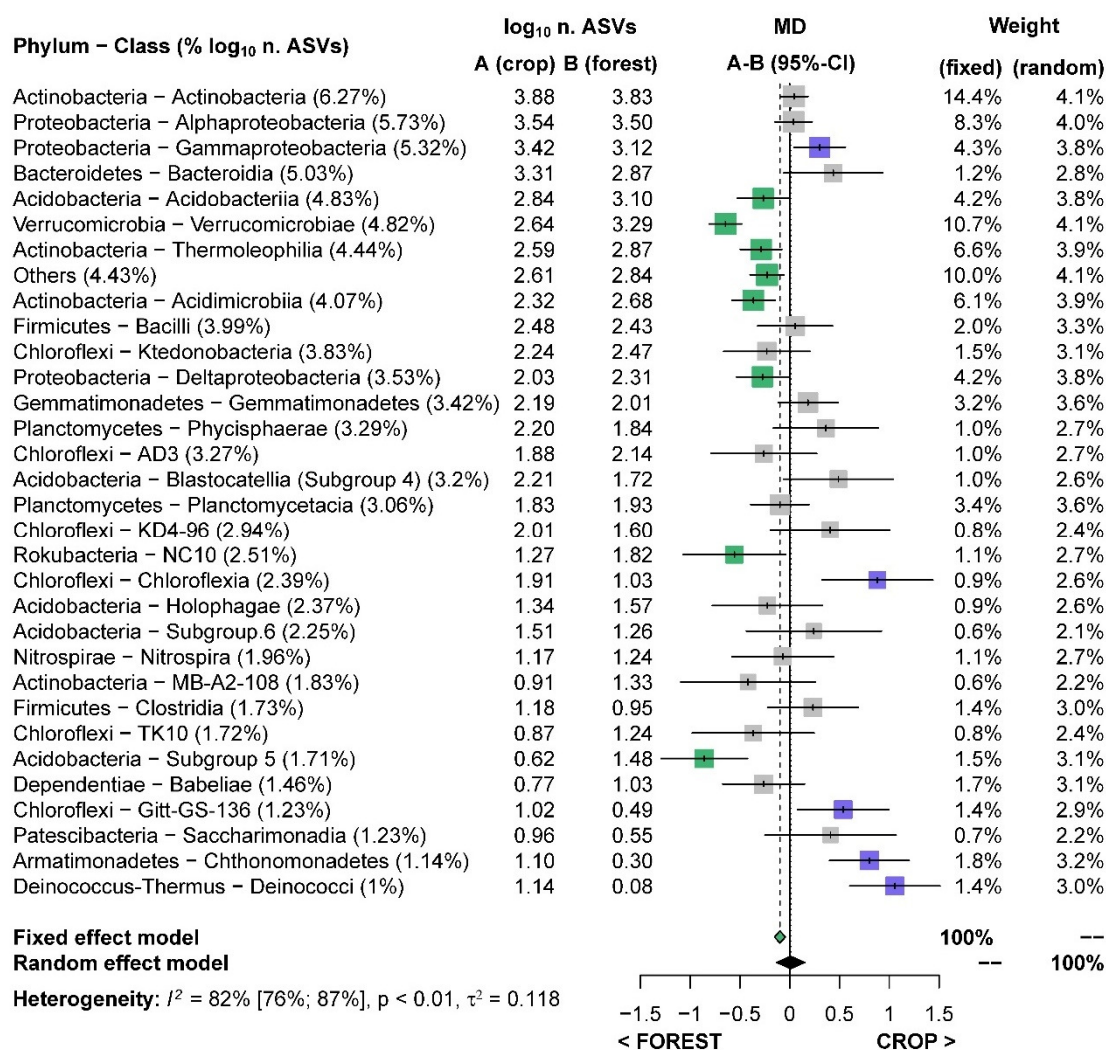 log₁₀ n. ASVs MD Weight
Phylum − Class (% log₁₀ n. ASVs) A (crop) B (forest) A-B (95%-CI) (fixed) (random)
Actinobacteria − Actinobacteria (6.27%) 3.88 3.83 14.4% 4.1%
Proteobacteria − Alphaproteobacteria (5.73%) 3.54 3.50 8.3% 4.0%
Proteobacteria − Gammaproteobacteria (5.32%) 3.42 3.12 4.3% 3.8%
Bacteroidetes − Bacteroidia (5.03%) 3.31 2.87 1.2% 2.8%
Acidobacteria − Acidobacteriia (4.83%) 2.84 3.10 4.2% 3.8%
Verrucomicrobia − Verrucomicrobiae (4.82%) 2.64 3.29 10.7% 4.1%
Actinobacteria − Thermoleophilia (4.44%) 2.59 2.87 6.6% 3.9%
Others (4.43%) 2.61 2.84 10.0% 4.1%
Actinobacteria − Acidimicrobiia (4.07%) 2.32 2.68 6.1% 3.9%
Firmicutes − Bacilli (3.99%) 2.48 2.43 2.0% 3.3%
Chloroflexi − Ktedonobacteria (3.83%) 2.24 2.47 1.5% 3.1%
Proteobacteria − Deltaproteobacteria (3.53%) 2.03 2.31 4.2% 3.8%
Gemmatimonadetes − Gemmatimonadetes (3.42%) 2.19 2.01 3.2% 3.6%
Planctomycetes − Phycisphaerae (3.29%) 2.20 1.84 1.0% 2.7%
Chloroflexi − AD3 (3.27%) 1.88 2.14 1.0% 2.7%
Acidobacteria − Blastocatellia (Subgroup 4) (3.2%) 2.21 1.72 1.0% 2.6%
Planctomycetes − Planctomycetacia (3.06%) 1.83 1.93 3.4% 3.6%
Chloroflexi − KD4-96 (2.94%) 2.01 1.60 0.8% 2.4%
Rokubacteria − NC10 (2.51%) 1.27 1.82 1.1% 2.7%
Chloroflexi − Chloroflexia (2.39%) 1.91 1.03 0.9% 2.6%
Acidobacteria − Holophagae (2.37%) 1.34 1.57 0.9% 2.6%
Acidobacteria − Subgroup.6 (2.25%) 1.51 1.26 0.6% 2.1%
Nitrospirae − Nitrospira (1.96%) 1.17 1.24 1.1% 2.7%
Actinobacteria − MB-A2-108 (1.83%) 0.91 1.33 0.6% 2.2%
Firmicutes − Clostridia (1.73%) 1.18 0.95 1.4% 3.0%
Chloroflexi − TK10 (1.72%) 0.87 1.24 0.8% 2.4%
Acidobacteria − Subgroup 5 (1.71%) 0.62 1.48 1.5% 3.1%
Dependentiae − Babeliae (1.46%) 0.77 1.03 1.7% 3.1%
Chloroflexi − Gitt-GS-136 (1.23%) 1.02 0.49 1.4% 2.9%
Patescibacteria − Saccharimonadia (1.23%) 0.96 0.55 0.7% 2.2%
Armatimonadetes − Chthonomonadetes (1.14%) 1.10 0.30 1.8% 3.2%
Deinococcus-Thermus − Deinococci (1%) 1.14 0.08 1.4% 3.0%
Fixed effect model 100% −−
Random effect model −− 100%
Heterogeneity: I² = 82% [76%; 87%], p < 0.01, τ² = 0.118
−1.5 −1 −0.5 0 0.5 1 1.5
< FOREST CROP >